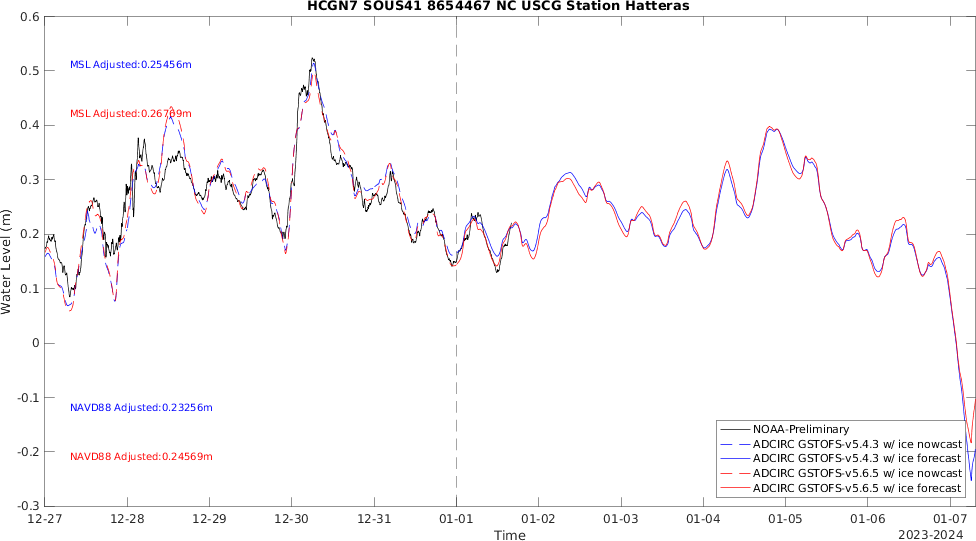 HCGN7 SOUS41 8654467 NC USCG Station Hatteras
0.6
0.5
0.4
0.3
0.2
0.1
0
-0.1
-0.2
-0.3
Water Level (m)
MSL Adjusted:0.25456m
MSL Adjusted:0.26769m
NAVD88 Adjusted:0.23256m
NAVD88 Adjusted:0.24569m
NOAA-Preliminary
ADCIRC GSTOFS-v5.4.3 w/ ice nowcast
ADCIRC GSTOFS-v5.4.3 w/ ice forecast
ADCIRC GSTOFS-v5.6.5 w/ ice nowcast
ADCIRC GSTOFS-v5.6.5 w/ ice forecast
12-27 12-28 12-29 12-30 12-31 01-01 01-02 01-03 01-04 01-05 01-06 01-07
Time
2023-2024